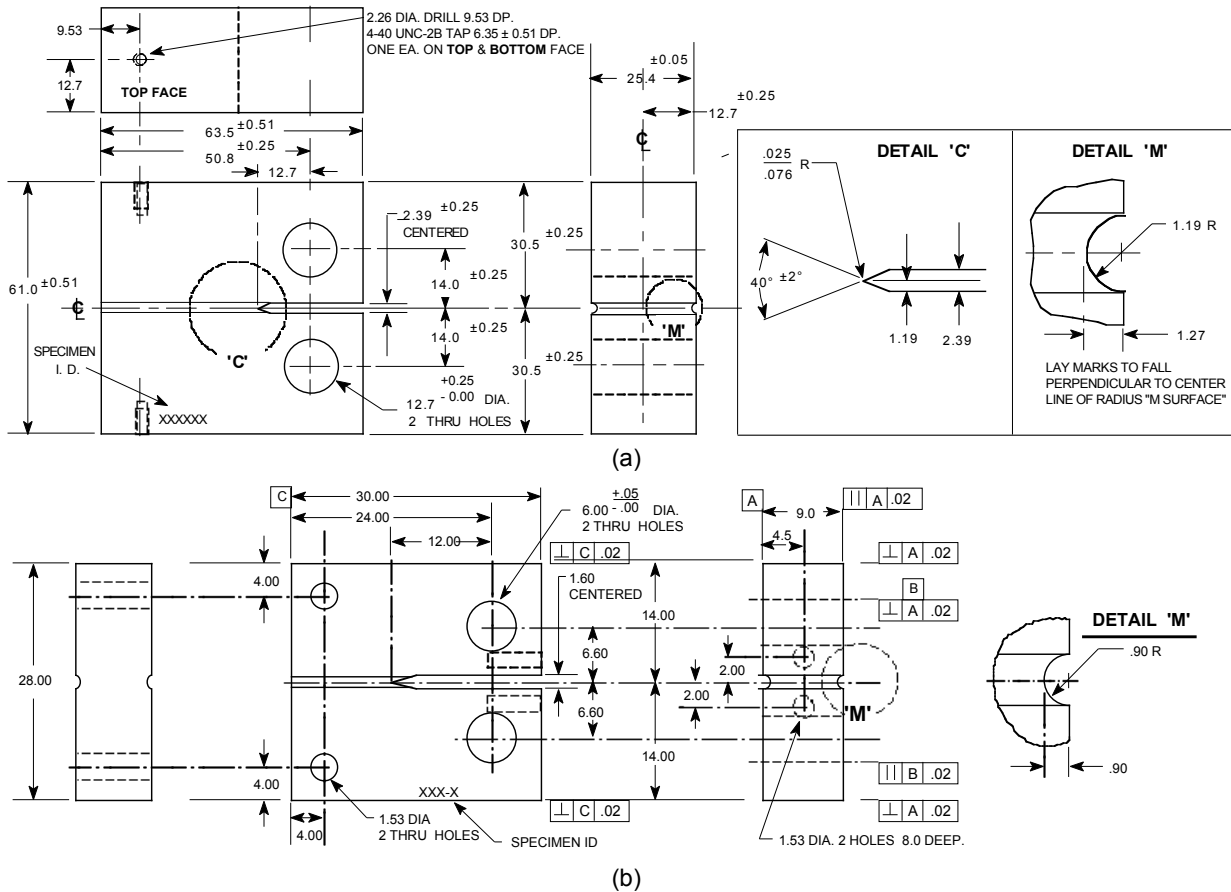 2.26 DIA. DRILL 9.53 DP.
4-40 UNC-2B TAP 6.35 ± 0.51 DP.
ONE EA. ON TOP & BOTTOM FACE
9.53
12.7
TOP FACE
63.5 ±0.51
50.8 ±0.25
12.7
61.0 ±0.51
℄
2.39 ±0.25
CENTERED
14.0 ±0.25
14.0 ±0.25
30.5 ±0.25
30.5 ±0.25
'C'
SPECIMEN
I. D.
XXXXXX
12.7 +0.25 - 0.00 DIA.
2 THRU HOLES
25.4 ±0.05
12.7 ±0.25
℄
'M'
DETAIL 'C'
.025
.076 R
40° ±2°
1.19
2.39
DETAIL 'M'
1.19 R
1.27
LAY MARKS TO FALL
PERPENDICULAR TO CENTER
LINE OF RADIUS "M SURFACE"
(a)
28.00
4.00
4.00
C
30.00
24.00
12.00
6.00 +.05 - .00 DIA.
2 THRU HOLES
⊥ C .02
1.60
CENTERED
14.00
6.60
6.60
14.00
4.00
1.53 DIA
2 THRU HOLES
XXX-X
SPECIMEN ID
⊥ C .02
A
9.0
4.5
|| A .02
⊥ A .02
B
⊥ A .02
2.00
2.00
'M'
|| B .02
⊥ A .02
1.53 DIA. 2 HOLES 8.0 DEEP.
DETAIL 'M'
.90 R
.90
(b)